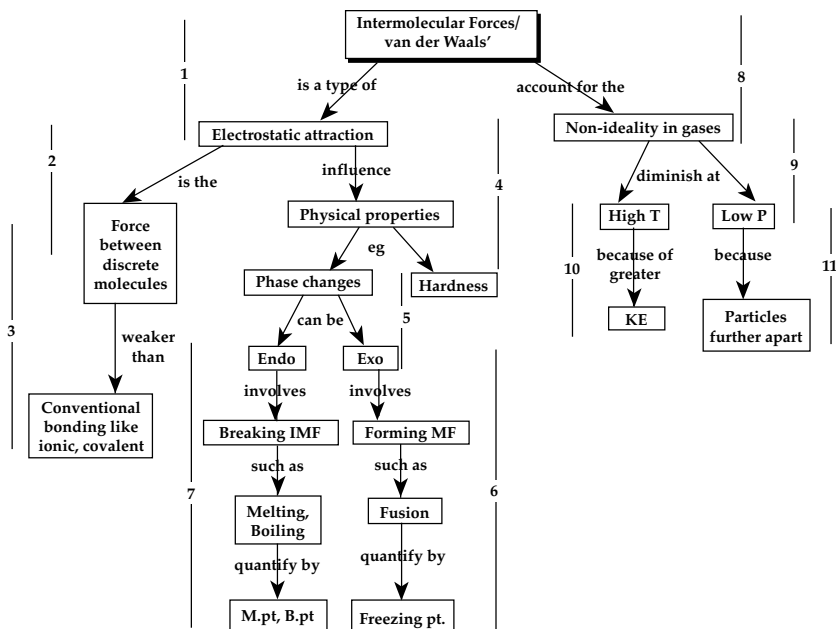 Intermolecular Forces/
van der Waals’
1
8
is a type of
account for the
Electrostatic attraction
Non-ideality in gases
2
9
is the
influence
4
diminish at
Force
between
discrete
molecules
Physical properties
High T
Low P
eg
because of
greater
because
10
11
Phase changes
Hardness
3
weaker
than
can be
5
KE
Particles
further apart
Endo
Exo
involves
involves
Conventional
bonding like
ionic, covalent
Breaking IMF
Forming MF
such as
such as
7
6
Melting,
Boiling
Fusion
quantify by
quantify by
M.pt, B.pt
Freezing pt.